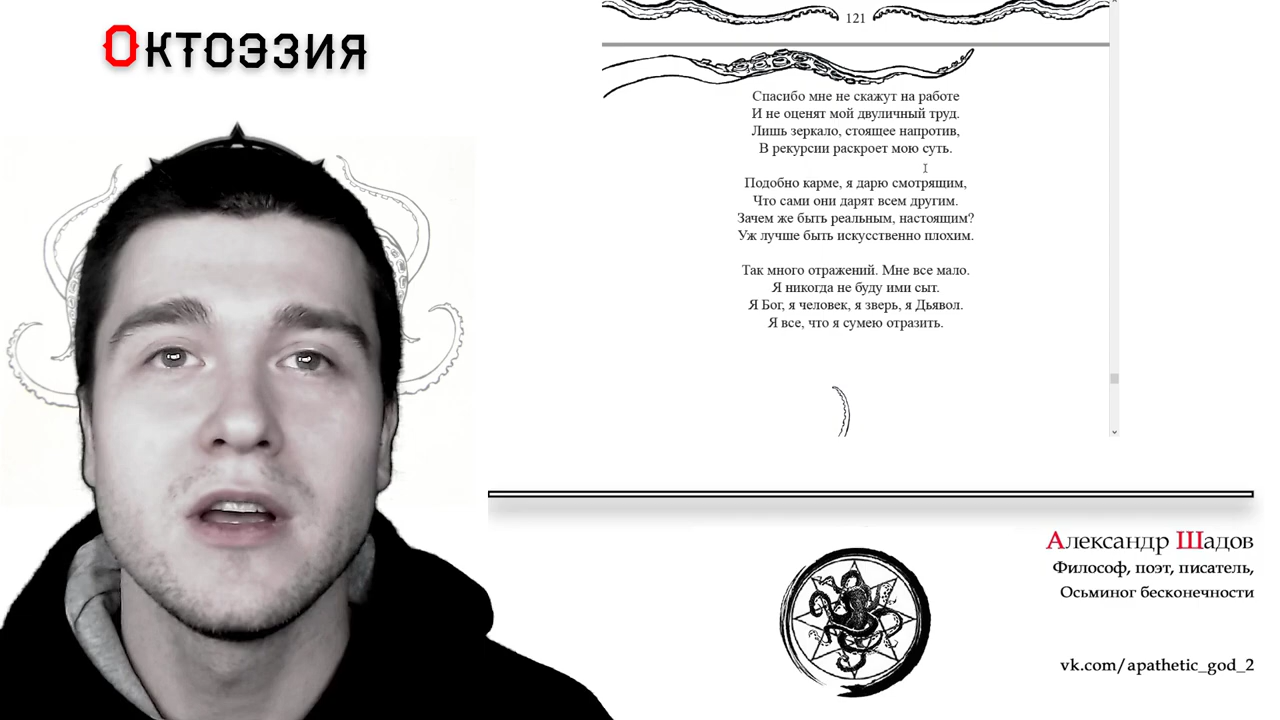 Октоэзия
121
Спасибо мне не скажут на работе
И не оценят мой двуличный труд.
Лишь зеркало, стоящее напротив,
В рекурсии раскроет мою суть.
Подобно карме, я дарю смотрящим,
Что сами они дарят всем другим.
Зачем же быть реальным, настоящим?
Уж лучше быть искусственно плохим.
Так много отражений. Мне все мало.
Я никогда не буду ими сыт.
Я Бог, я человек, я зверь, я Дьявол.
Я все, что я сумею отразить.
Александр Шадов
Философ, поэт, писатель,
Осьминог бесконечности
vk.com/apathetic_god_2